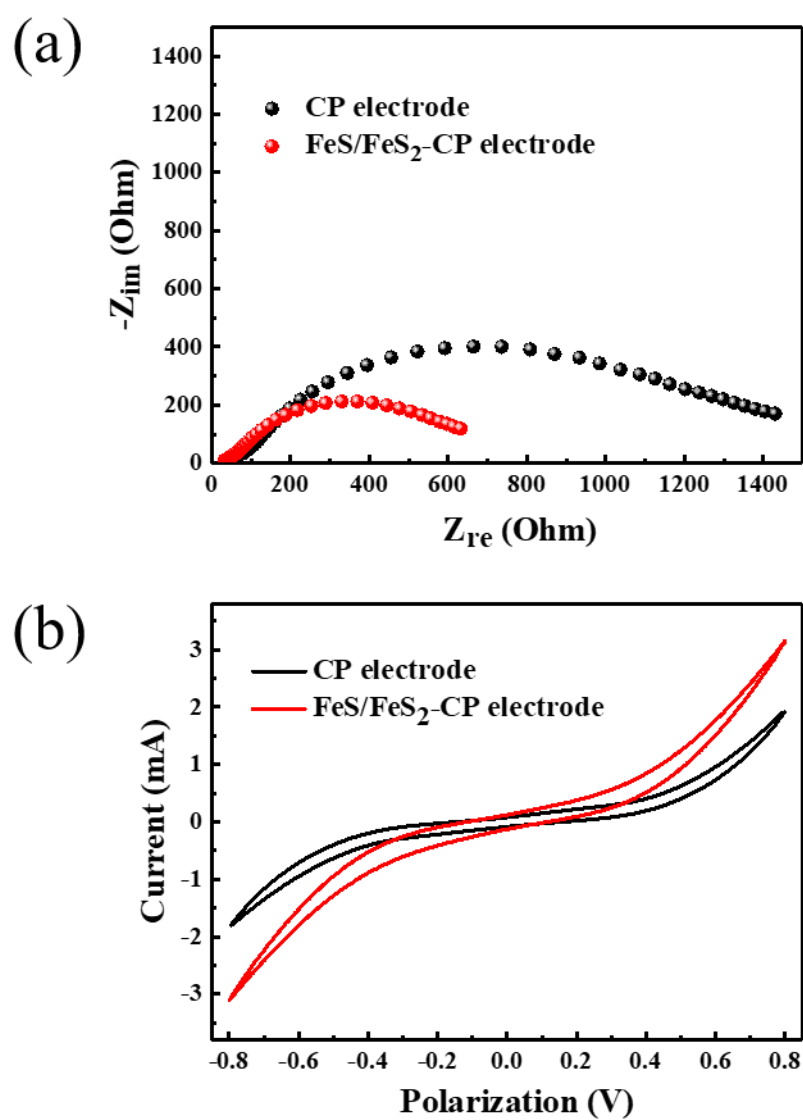 (a)
1400
1200
1000
800
600
400
200
0
-Z_im (Ohm)
CP electrode
FeS/FeS₂-CP electrode
0 200 400 600 800 1000 1200 1400
Z_re (Ohm)
(b)
3
2
1
0
-1
-2
-3
Current (mA)
CP electrode
FeS/FeS₂-CP electrode
-0.8 -0.6 -0.4 -0.2 0.0 0.2 0.4 0.6 0.8
Polarization (V)